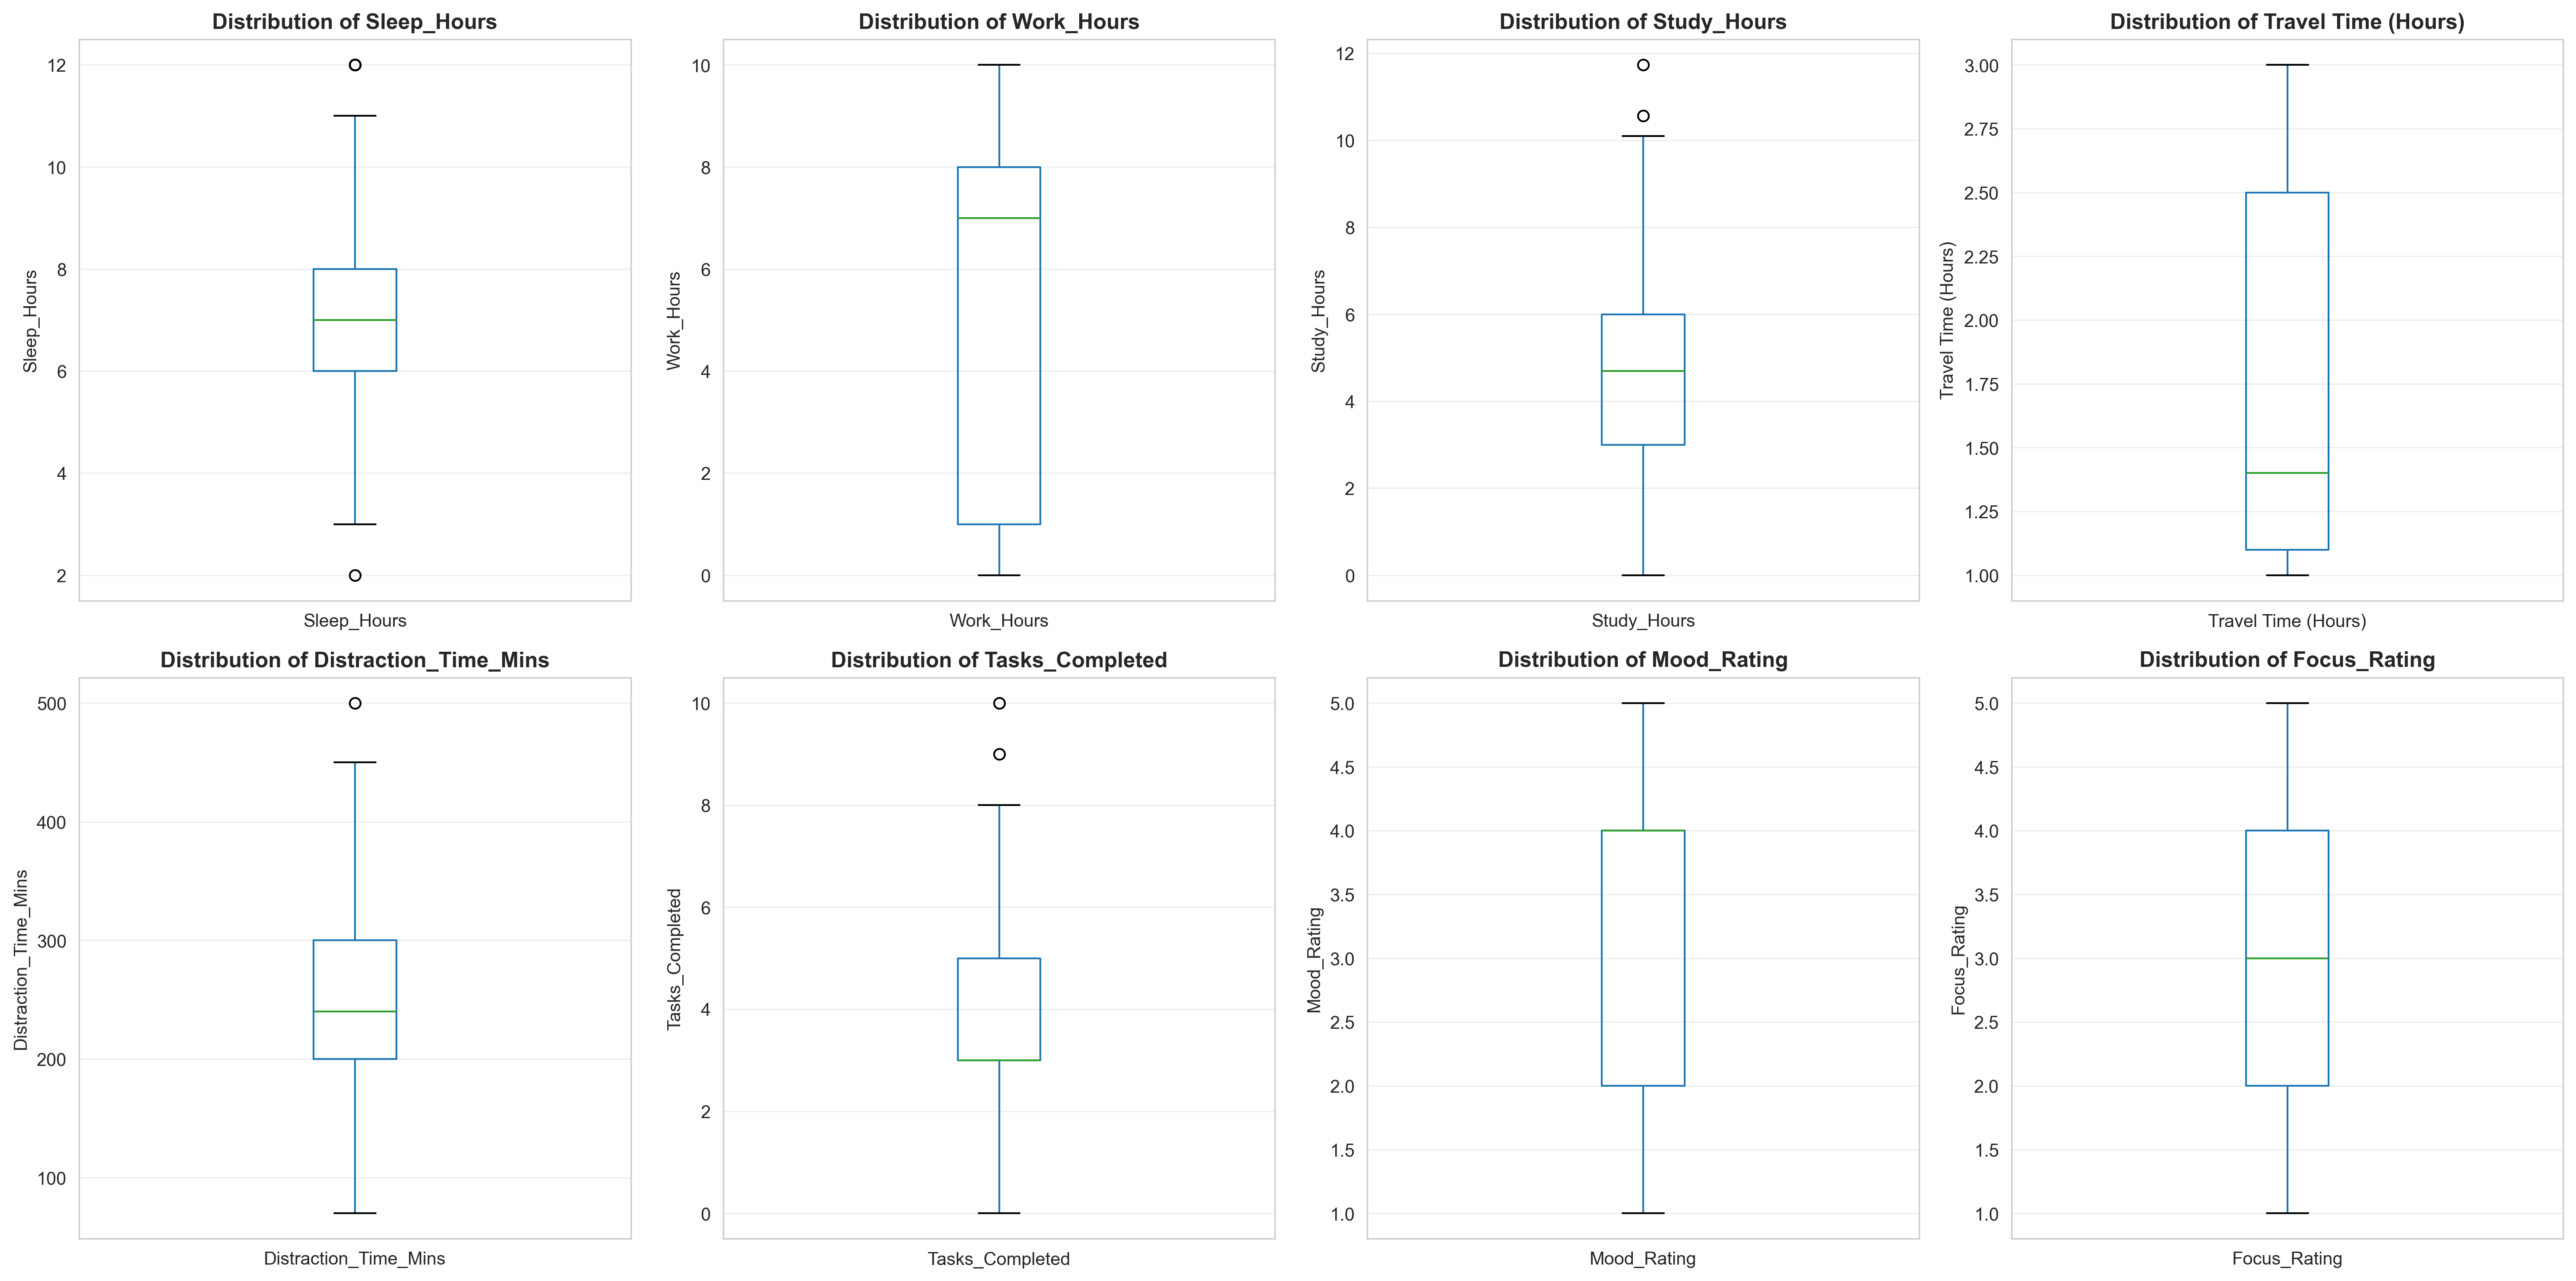 Distribution of Sleep_Hours
12
10
8
6
4
2
Sleep_Hours
Sleep_Hours
Distribution of Work_Hours
10
8
6
4
2
0
Work_Hours
Work_Hours
Distribution of Study_Hours
12
10
8
6
4
2
0
Study_Hours
Study_Hours
Distribution of Travel Time (Hours)
3.00
2.75
2.50
2.25
2.00
1.75
1.50
1.25
1.00
Travel Time (Hours)
Travel Time (Hours)
Distribution of Distraction_Time_Mins
500
400
300
200
100
Distraction_Time_Mins
Distraction_Time_Mins
Distribution of Tasks_Completed
10
8
6
4
2
0
Tasks_Completed
Tasks_Completed
Distribution of Mood_Rating
5.0
4.5
4.0
3.5
3.0
2.5
2.0
1.5
1.0
Mood_Rating
Mood_Rating
Distribution of Focus_Rating
5.0
4.5
4.0
3.5
3.0
2.5
2.0
1.5
1.0
Focus_Rating
Focus_Rating